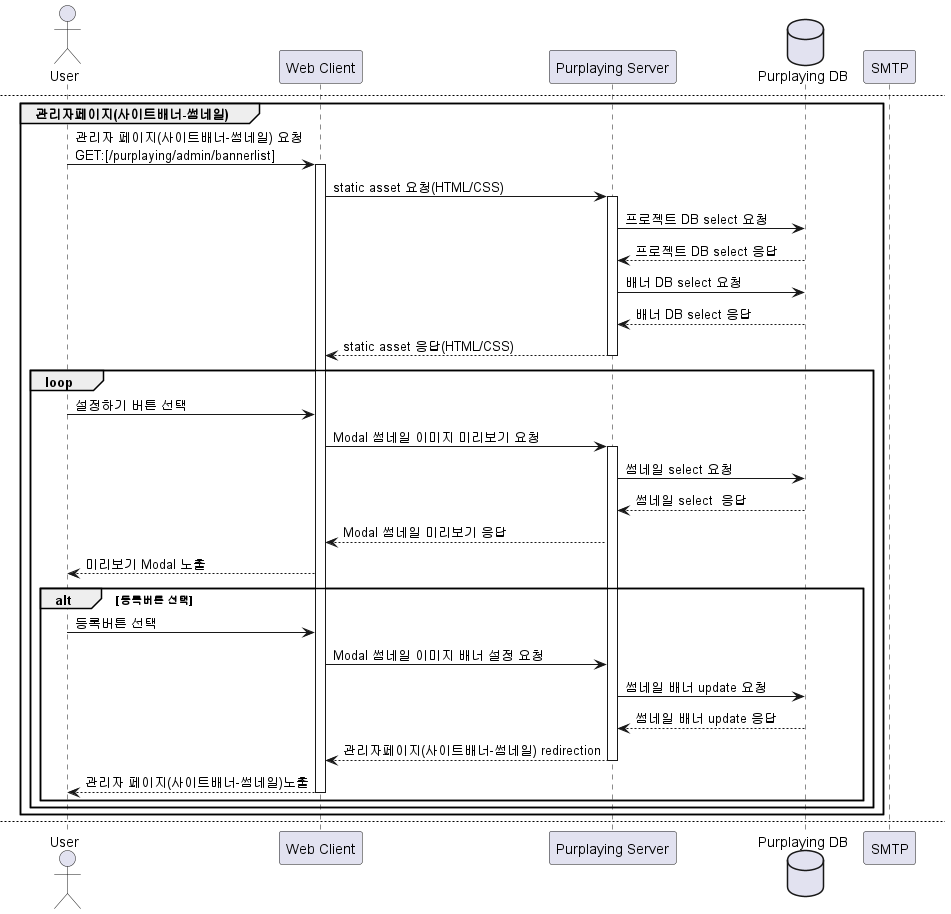 User
Web Client
Purplaying Server
Purplaying DB
SMTP
관리자페이지(사이트배너-썸네일)
관리자 페이지(사이트배너-썸네일) 요청
GET:[/purplaying/admin/bannerlist]
static asset 요청(HTML/CSS)
프로젝트 DB select 요청
프로젝트 DB select 응답
배너 DB select 요청
배너 DB select 응답
static asset 응답(HTML/CSS)
loop
설정하기 버튼 선택
Modal 썸네일 이미지 미리보기 요청
썸네일 select 요청
썸네일 select  응답
Modal 썸네일 미리보기 응답
미리보기 Modal 노출
alt [등록버튼 선택]
등록버튼 선택
Modal 썸네일 이미지 배너 설정 요청
썸네일 배너 update 요청
썸네일 배너 update 응답
관리자페이지(사이트배너-썸네일) redirection
관리자 페이지(사이트배너-썸네일)노출
User
Web Client
Purplaying Server
Purplaying DB
SMTP